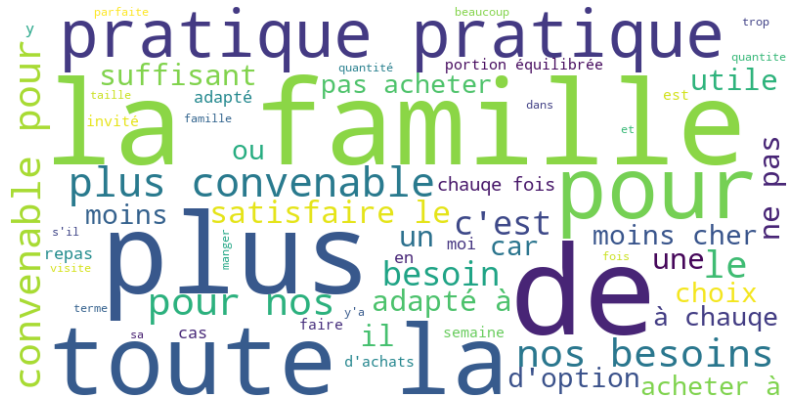 parfaite
beaucoup
trop
y
pratique pratique
quantité
portion équilibrée
quantite
suffisant
pas acheter
utile
taille
adapté
est
la famille
dans
invité
famille
et
ou
convenable pour
plus convenable
chauqe fois
pour
ne pas
moins
satisfaire le
c'est
s'il
un
moi
car
moins cher
repas
manger
en
une
le
visite
plus
besoin
de
choix
pour nos
adapté à
terme
y'a
à chauqe
faire
sa
cas
il
semaine
toute la
d'achats
nos besoins
fois
d'option
acheter à